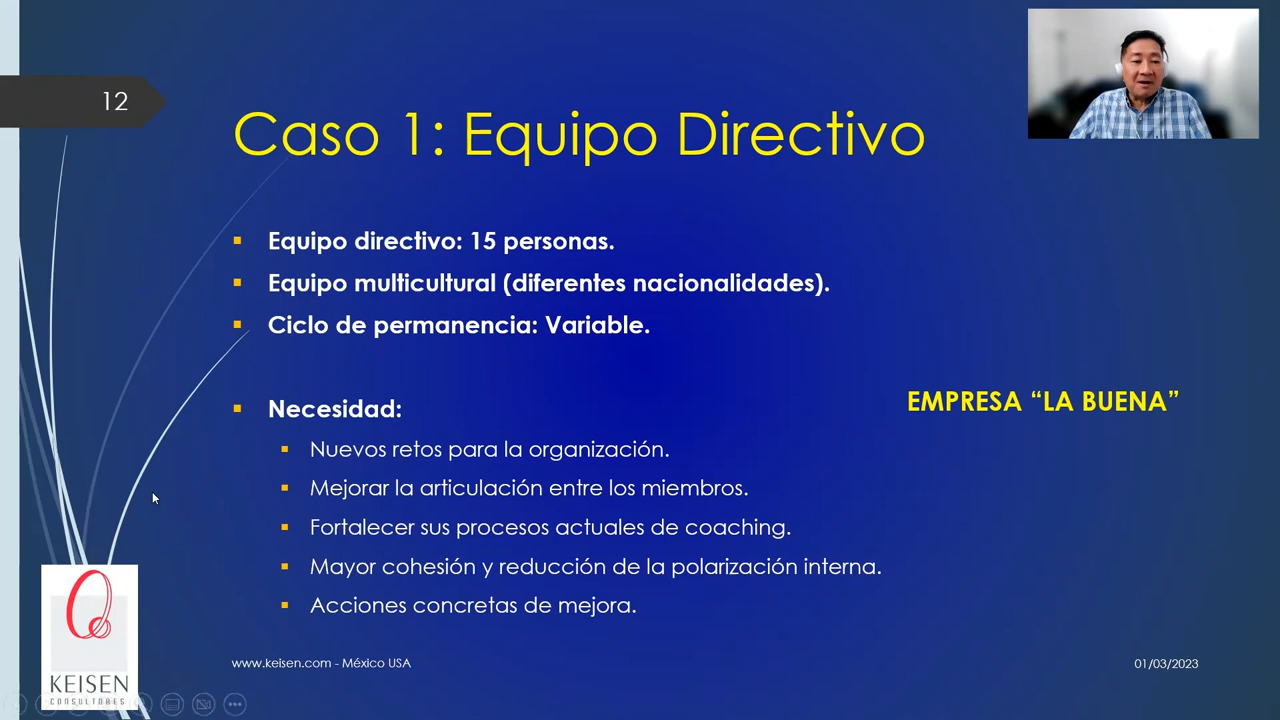 12
Caso 1: Equipo Directivo
Equipo directivo: 15 personas.
Equipo multicultural (diferentes nacionalidades).
Ciclo de permanencia: Variable.
Necesidad:
EMPRESA “LA BUENA”
Nuevos retos para la organización.
Mejorar la articulación entre los miembros.
Fortalecer sus procesos actuales de coaching.
Mayor cohesión y reducción de la polarización interna.
Acciones concretas de mejora.
www.keisen.com - México USA
01/03/2023
KEISEN
CONSULTORES